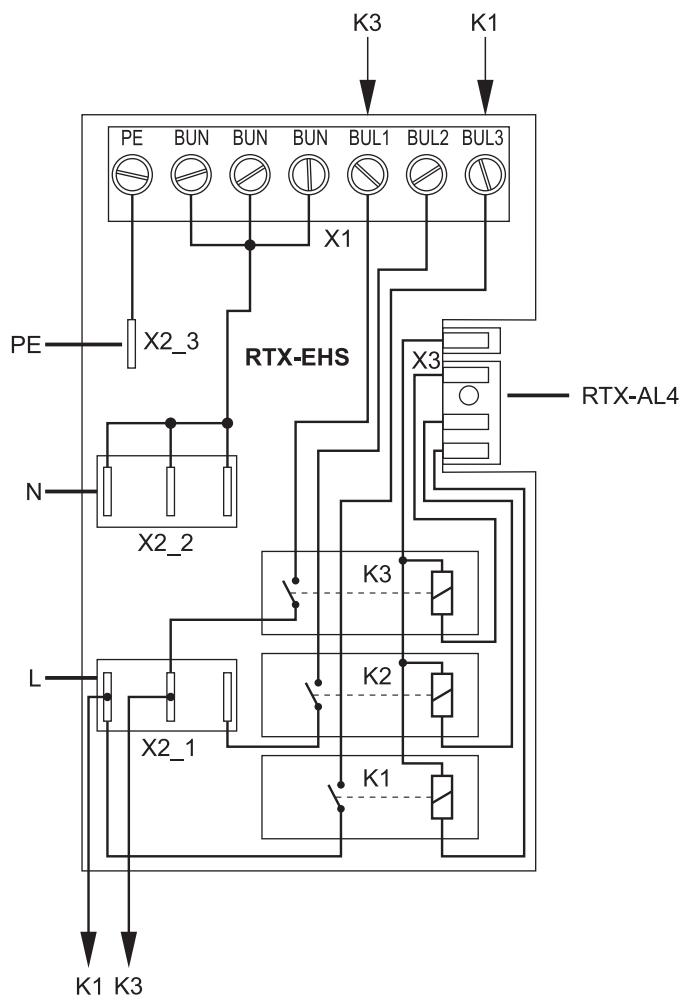 K3 K1
PE BUN BUN BUN BUL1 BUL2 BUL3
X1
PE X2_3 RTX-EHS X3
RTX-AL4
N
X2_2
K3
L K2
X2_1
K1
K1 K3